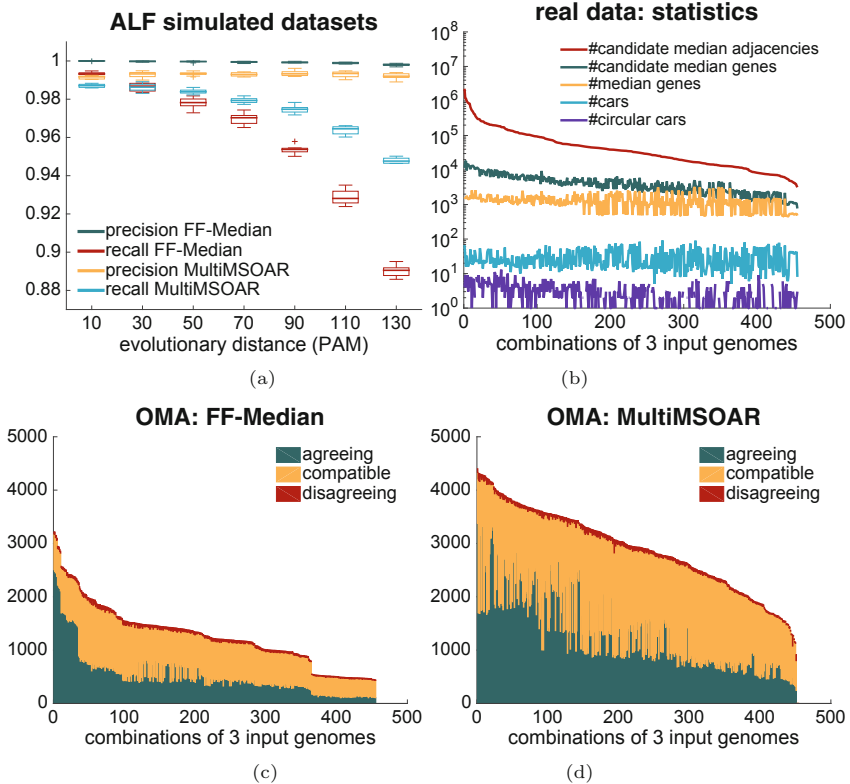 ALF simulated datasets
1
0.98
0.96
0.94
0.92
0.9
0.88
precision FF-Median
recall FF-Median
precision MultiMSOAR
recall MultiMSOAR
10 30 50 70 90 110 130
evolutionary distance (PAM)
(a)
real data: statistics
10^8
10^7
10^6
10^5
10^4
10^3
10^2
10^1
10^0
#candidate median adjacencies
#candidate median genes
#median genes
#cars
#circular cars
0 100 200 300 400 500
combinations of 3 input genomes
(b)
OMA: FF-Median
5000
4000
3000
2000
1000
0
agreeing
compatible
disagreeing
0 100 200 300 400 500
combinations of 3 input genomes
(c)
OMA: MultiMSOAR
5000
4000
3000
2000
1000
0
agreeing
compatible
disagreeing
0 100 200 300 400 500
combinations of 3 input genomes
(d)